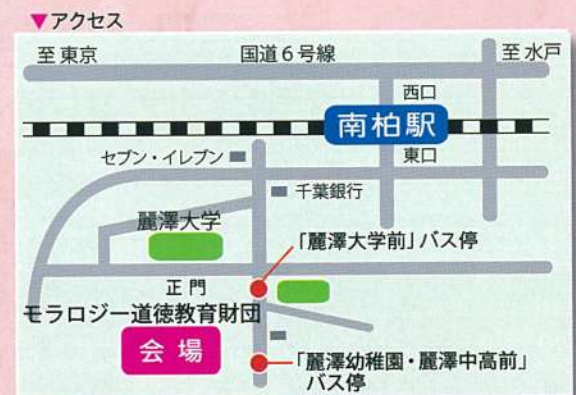 ▼アクセス
至東京
国道6号線
至水戸
西口
南柏駅
東口
セブン・イレブン
千葉銀行
麗澤大学
「麗澤大学前」バス停
正門
モラロジー道徳教育財団
会場
「麗澤幼稚園・麗澤中高前」
バス停